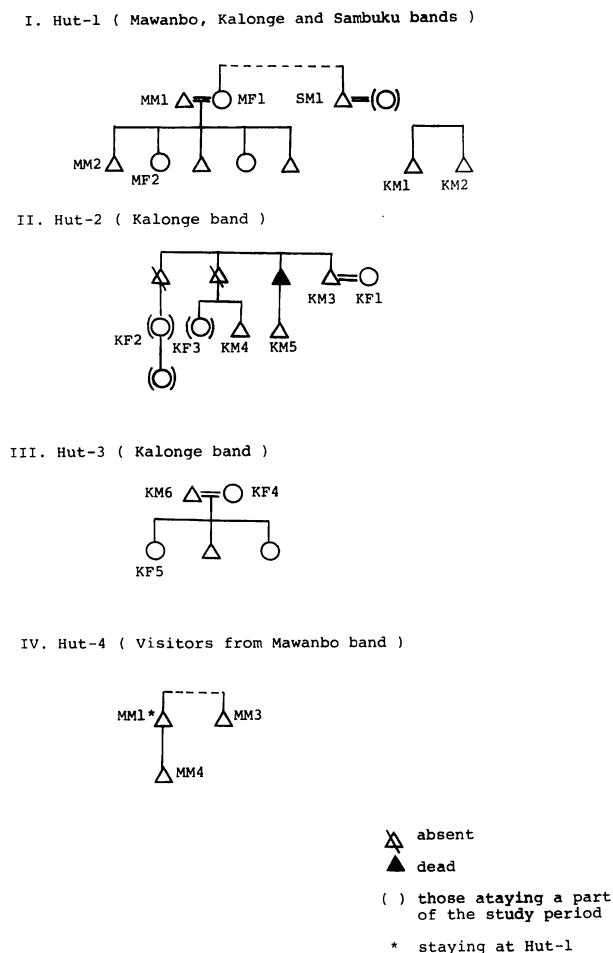 I. Hut-1 ( Mawanbo, Kalonge and Sambuku bands )
MM1 MF1 SM1
MM2 MF2 KM1 KM2
II. Hut-2 ( Kalonge band )
KM3 KF1
KF2 KF3 KM4 KM5
III. Hut-3 ( Kalonge band )
KM6 KF4
KF5
IV. Hut-4 ( Visitors from Mawanbo band )
MM1* MM3
MM4
absent
dead
( ) those ataying a part
of the study period
* staying at Hut-1